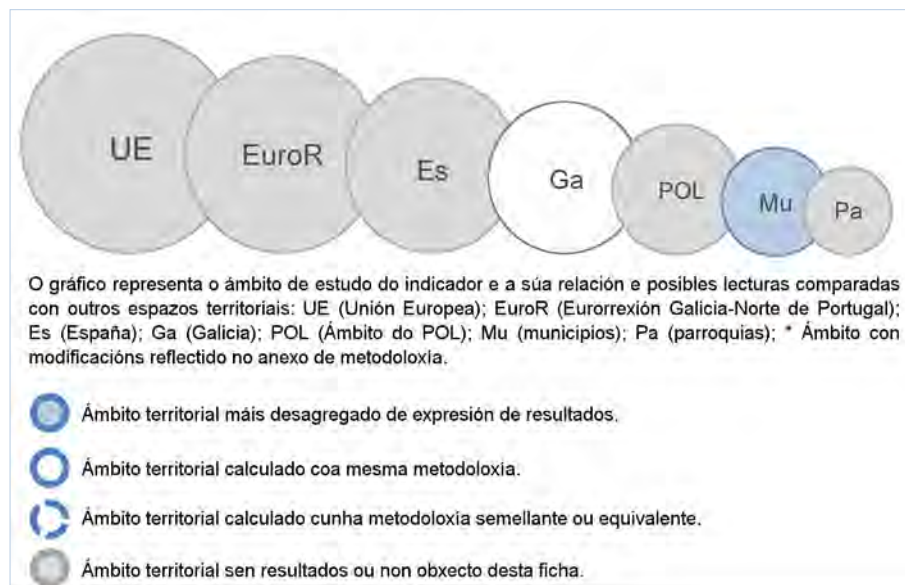 UE EuroR Es Ga POL Mu Pa
O gráfico representa o ámbito de estudo do indicador e a súa relación e posibles lecturas comparadas
con outros espazos territoriais: UE (Unión Europea); EuroR (Eurorrexión Galicia-Norte de Portugal);
Es (España); Ga (Galicia); POL (Ámbito do POL); Mu (municipios); Pa (parroquias); * Ámbito con
modificacións reflectido no anexo de metodoloxia.
Ámbito territorial máis desagregado de expresión de resultados.
Ámbito territorial calculado coa mesma metodoloxia.
Ámbito territorial calculado cunha metodoloxia semellante ou equivalente.
Ámbito territorial sen resultados ou non obxecto desta ficha.